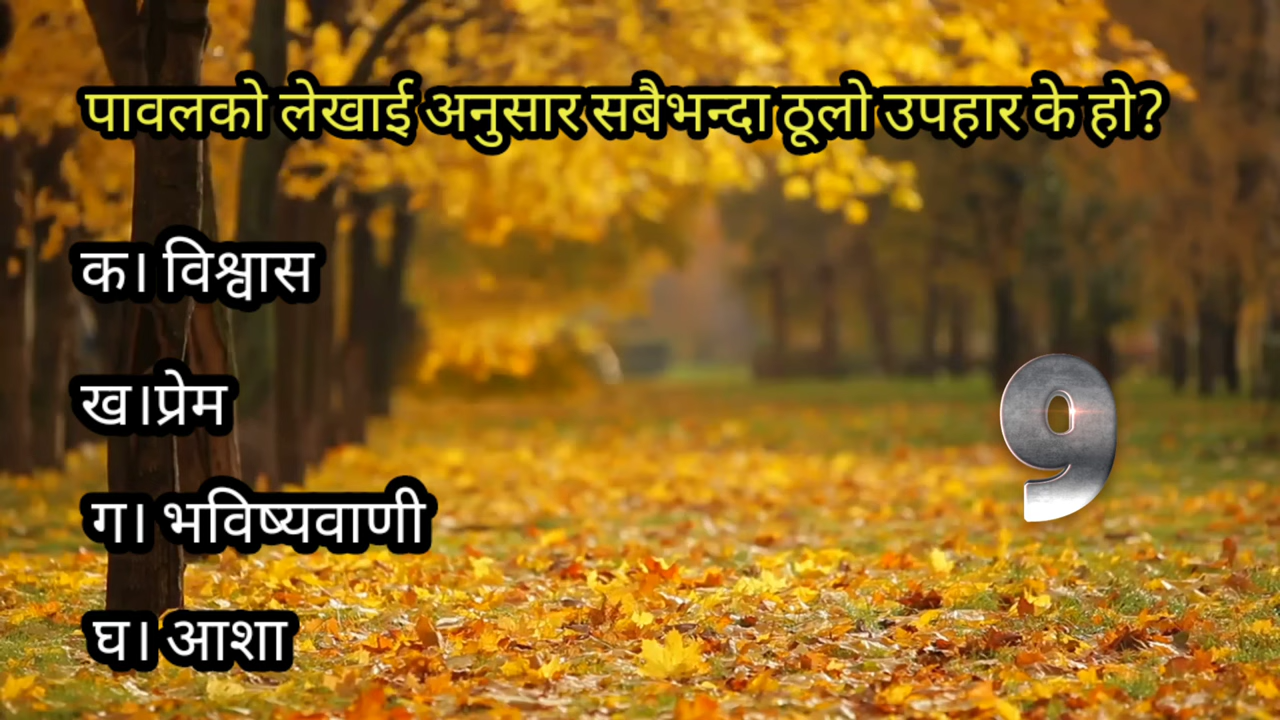 पावलको लेखाई अनुसार सबैभन्दा ठूलो उपहार के हो?
क। विश्वास
ख।प्रेम
9
ग। भविष्यवाणी
घ। आशा